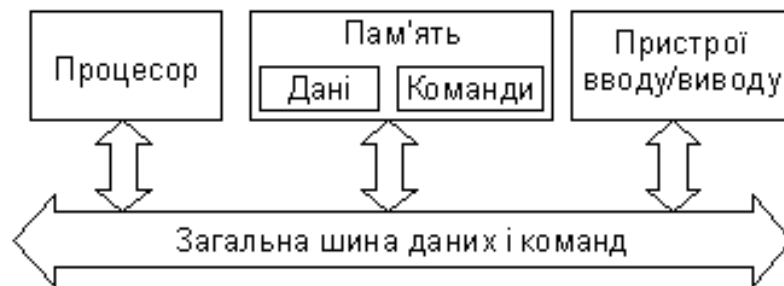 Процесор
Пам'ять
Дані
Команди
Пристрої
вводу/виводу
Загальна шина даних і команд